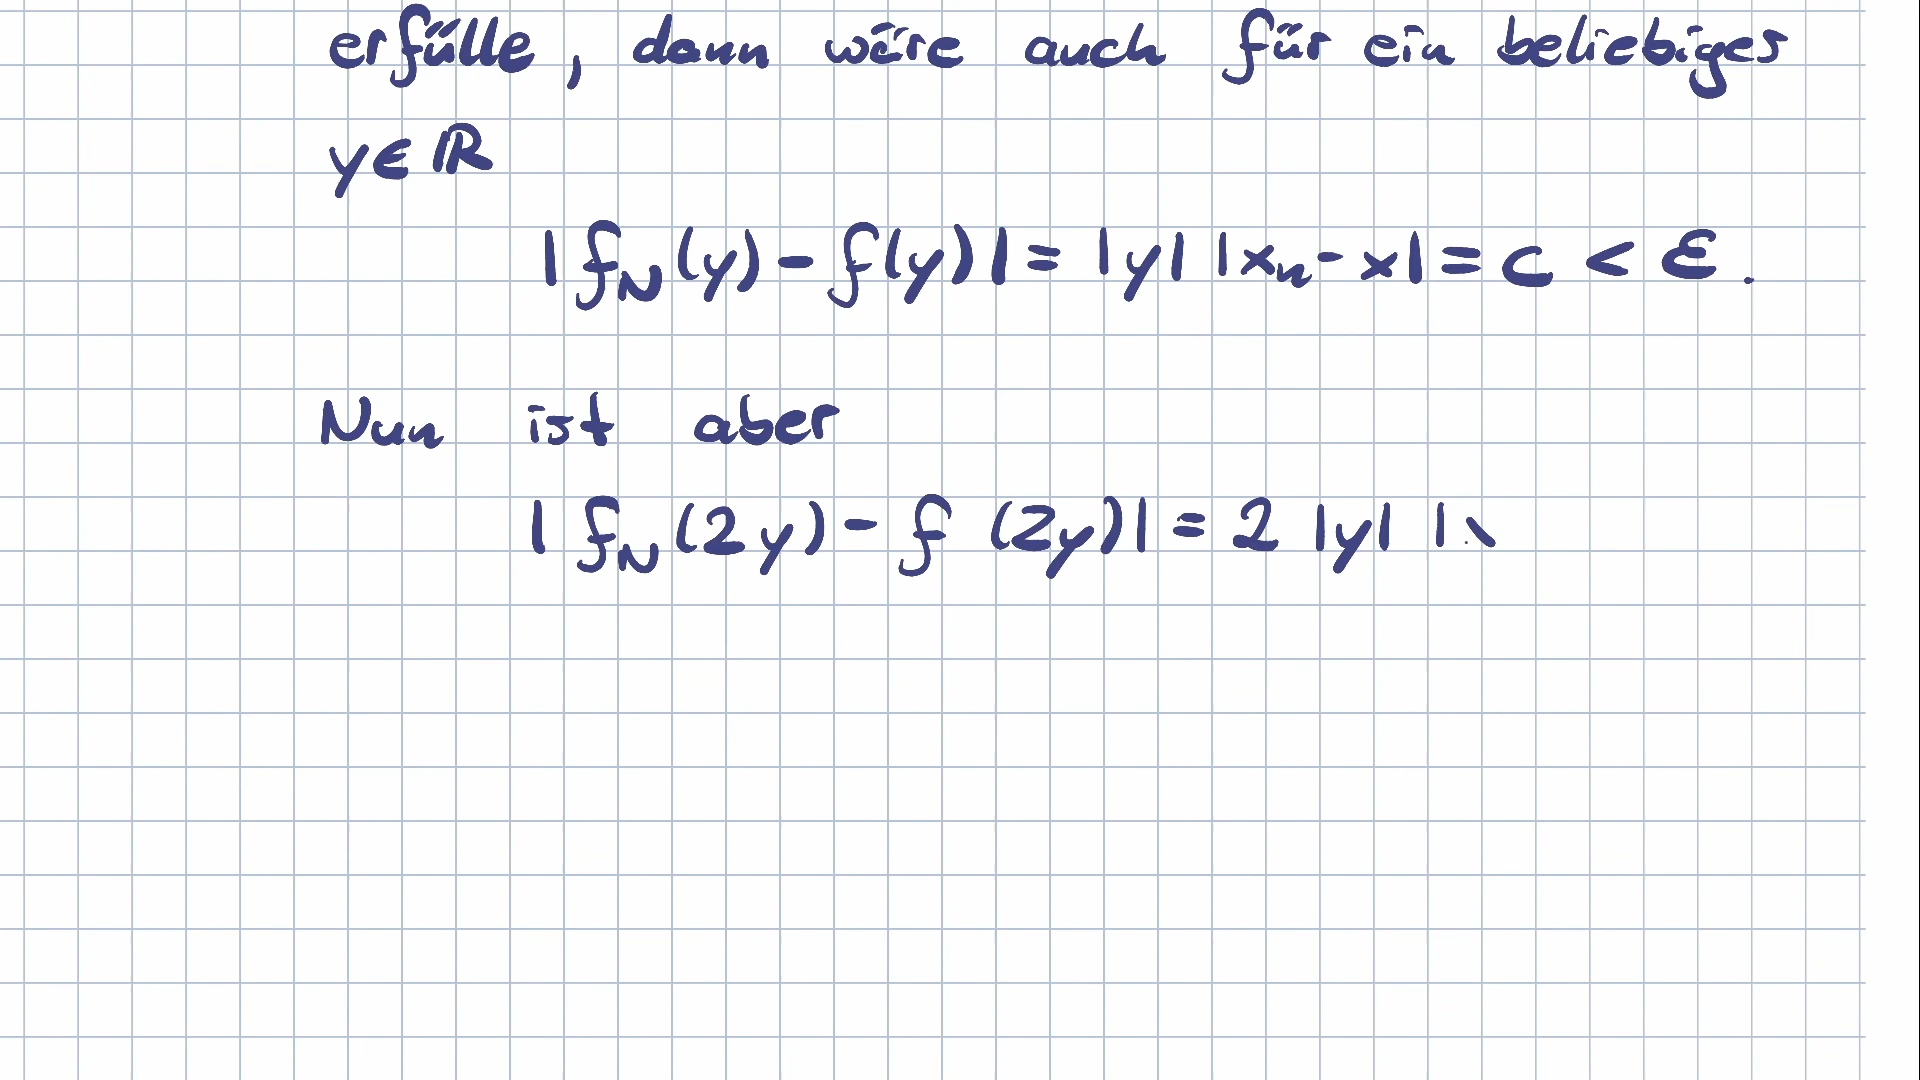 erfülle, dann wäre auch für ein beliebiges
y∈ℝ
|f_N(y) - f(y)| = |y| |x_n - x| = c < ε.
Nun ist aber
|f_N(2y) - f(2y)| = 2 |y| |